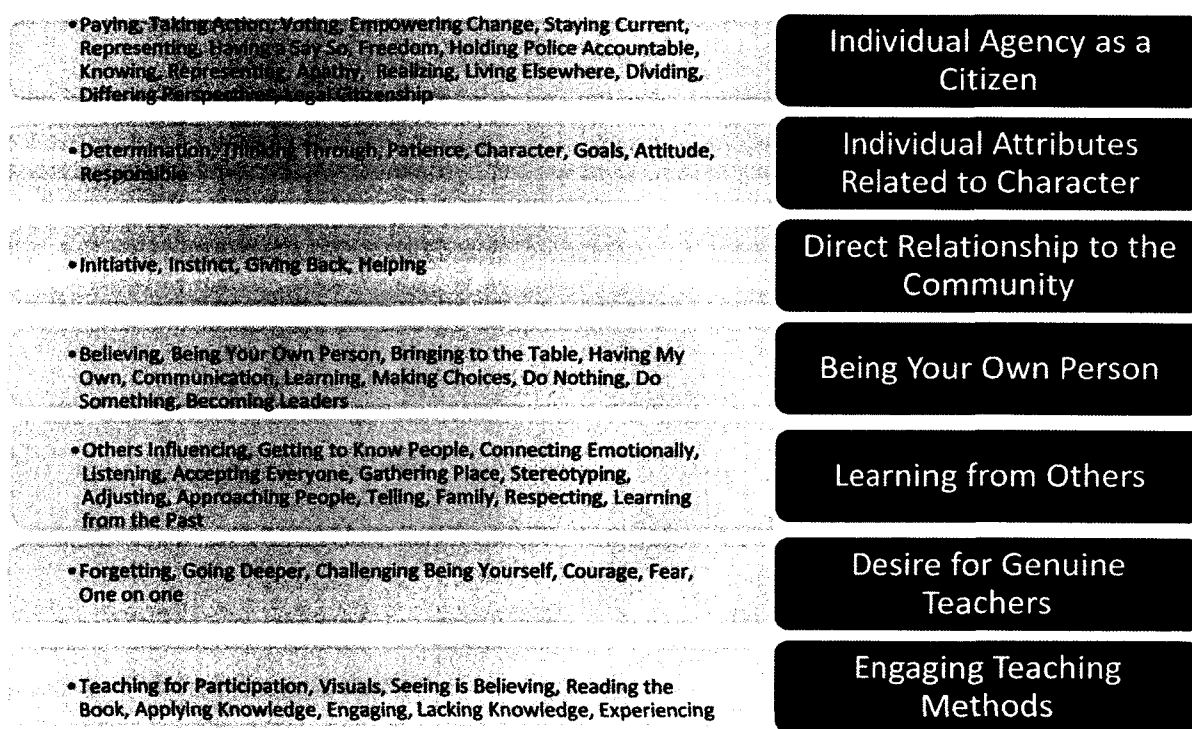 •Paying, Taking Action, Voting, Empowering Change, Staying Current,
Representing, Having a Say So, Freedom, Holding Police Accountable,
Knowing, Representing, Apathy, Realizing, Living Elsewhere, Dividing,
Differing Perspectives, Legal Citizenship
Individual Agency as a
Citizen
•Determination, Thinking Through, Patience, Character, Goals, Attitude,
Responsible
Individual Attributes
Related to Character
•Initiative, Instinct, Giving Back, Helping
Direct Relationship to the
Community
•Believing, Being Your Own Person, Bringing to the Table, Having My
Own, Communication, Learning, Making Choices, Do Nothing, Do
Something, Becoming Leaders
Being Your Own Person
•Others Influencing, Getting to Know People, Connecting Emotionally,
Listening, Accepting Everyone, Gathering Place, Stereotyping,
Adjusting, Approaching People, Telling, Family, Respecting, Learning
from the Past
Learning from Others
•Forgetting, Going Deeper, Challenging Being Yourself, Courage, Fear,
One on one
Desire for Genuine
Teachers
•Teaching for Participation, Visuals, Seeing is Believing, Reading the
Book, Applying Knowledge, Engaging, Lacking Knowledge, Experiencing
Engaging Teaching
Methods